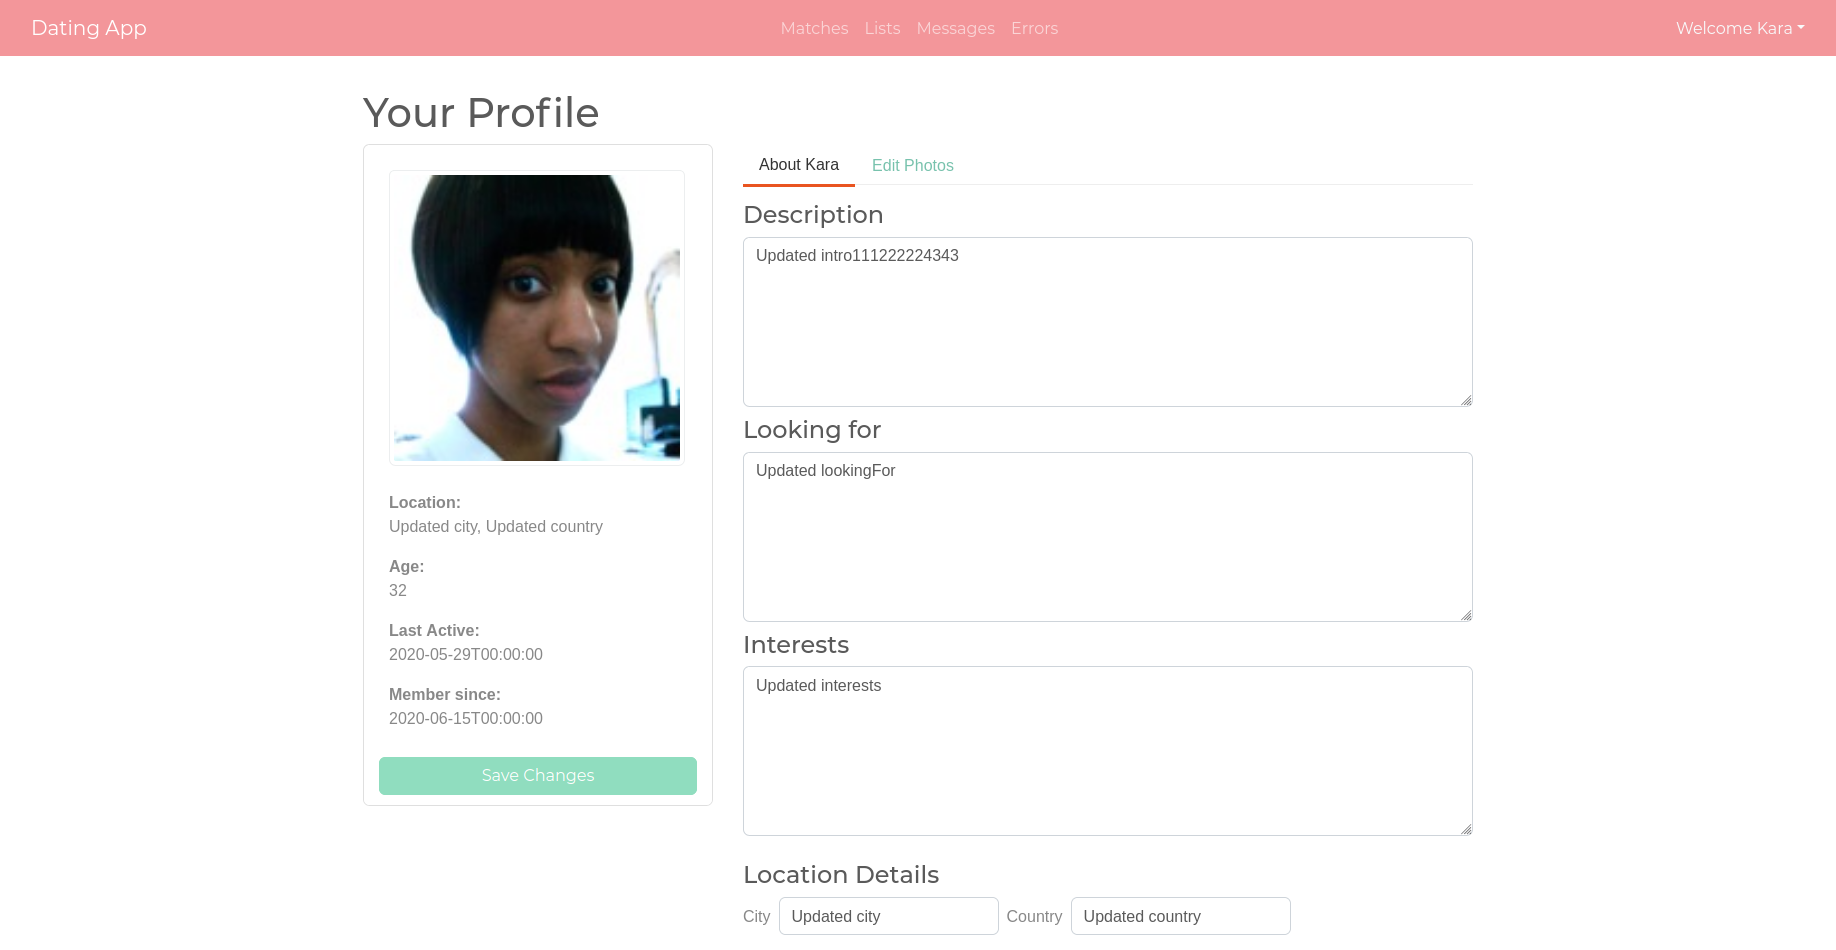 Dating App
Matches Lists Messages Errors
Welcome Kara
Your Profile
Location:
Updated city, Updated country
Age:
32
Last Active:
2020-05-29T00:00:00
Member since:
2020-06-15T00:00:00
Save Changes
About Kara
Edit Photos
Description
Updated intro111222224343
Looking for
Updated lookingFor
Interests
Updated interests
Location Details
City Updated city Country Updated country